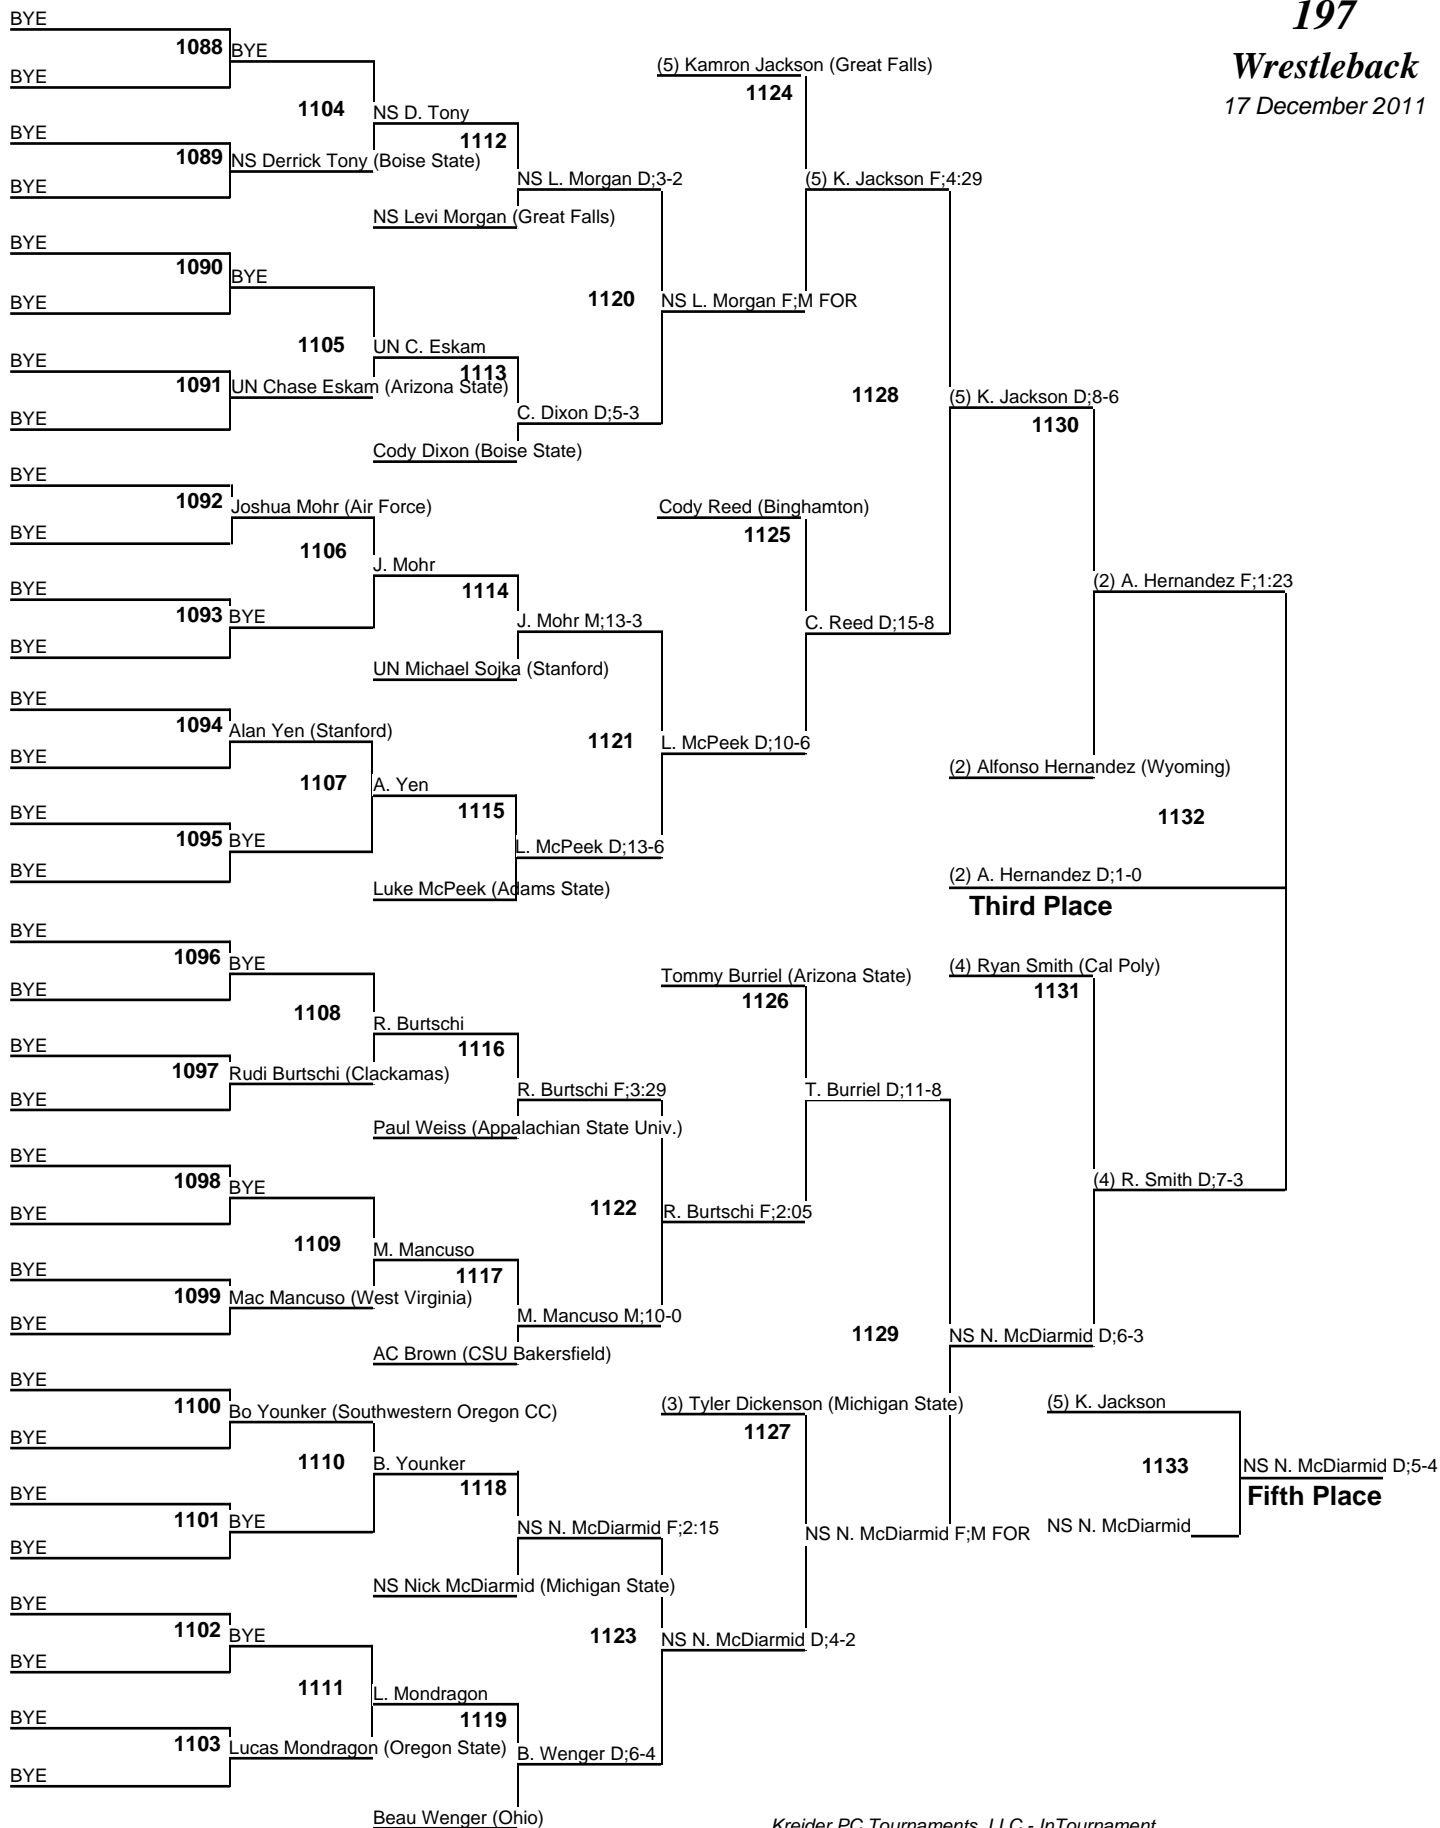 197
Wrestleback
17 December 2011
BYE
1088
BYE
BYE
1104
NS D. Tony
1112
BYE
1089
NS Derrick Tony (Boise State)
BYE
NS L. Morgan D;3-2
NS Levi Morgan (Great Falls)
BYE
1090
BYE
BYE
1120
NS L. Morgan F;M FOR
1105
UN C. Eskam
1113
BYE
1091
UN Chase Eskam (Arizona State)
BYE
C. Dixon D;5-3
Cody Dixon (Boise State)
(5) Kamron Jackson (Great Falls)
1124
(5) K. Jackson F;4:29
1128
(5) K. Jackson D;8-6
1130
BYE
1092
Joshua Mohr (Air Force)
BYE
1106
J. Mohr
1114
BYE
1093
BYE
BYE
J. Mohr M;13-3
UN Michael Sojka (Stanford)
Cody Reed (Binghamton)
1125
C. Reed D;15-8
BYE
1094
Alan Yen (Stanford)
BYE
1121
L. McPeek D;10-6
1107
A. Yen
1115
BYE
1095
BYE
BYE
L. McPeek D;13-6
Luke McPeek (Adams State)
(2) A. Hernandez F;1:23
(2) Alfonso Hernandez (Wyoming)
1132
(2) A. Hernandez D;1-0
Third Place
BYE
1096
BYE
BYE
1108
R. Burtschi
1116
BYE
1097
Rudi Burtschi (Clackamas)
BYE
R. Burtschi F;3:29
Paul Weiss (Appalachian State Univ.)
Tommy Burriel (Arizona State)
1126
T. Burriel D;11-8
(4) Ryan Smith (Cal Poly)
1131
(4) R. Smith D;7-3
BYE
1098
BYE
BYE
1122
R. Burtschi F;2:05
1109
M. Mancuso
1117
BYE
1099
Mac Mancuso (West Virginia)
BYE
M. Mancuso M;10-0
AC Brown (CSU Bakersfield)
1129
NS N. McDiarmid D;6-3
BYE
1100
Bo Younker (Southwestern Oregon CC)
BYE
1110
B. Younker
1118
BYE
1101
BYE
BYE
NS N. McDiarmid F;2:15
NS Nick McDiarmid (Michigan State)
(3) Tyler Dickenson (Michigan State)
1127
NS N. McDiarmid F;M FOR
(5) K. Jackson
1133
NS N. McDiarmid D;5-4
Fifth Place
NS N. McDiarmid
BYE
1102
BYE
BYE
1123
NS N. McDiarmid D;4-2
1111
L. Mondragon
1119
BYE
1103
Lucas Mondragon (Oregon State)
BYE
B. Wenger D;6-4
Beau Wenger (Ohio)
Kreider PC Tournaments, LLC - InTournament